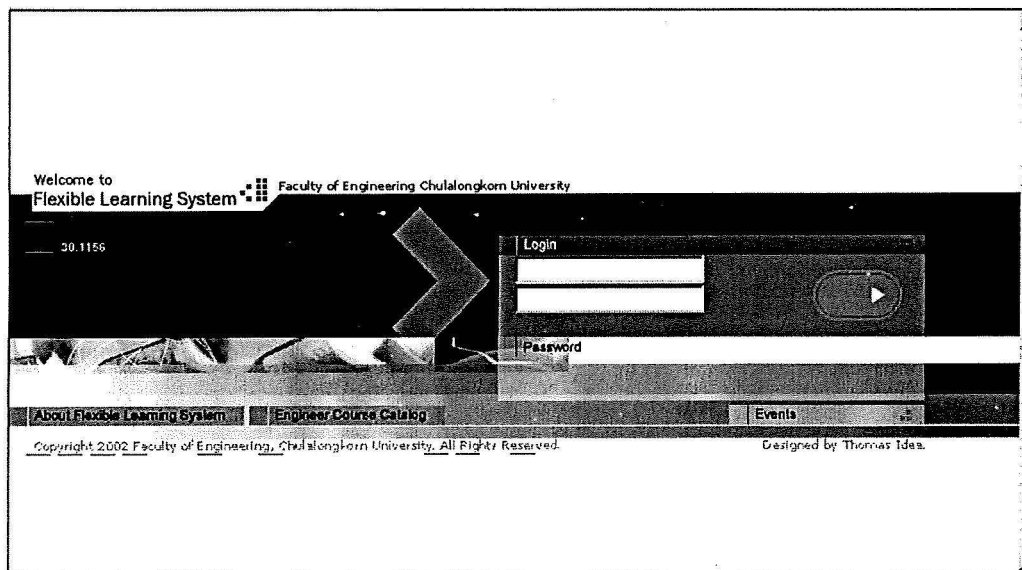 Welcome to
Flexible Learning System
Faculty of Engineering Chulalongkorn University
30.1156
Login
Password
About Flexible Learning System
Engineer Course Catalog
Events
Copyright 2002 Faculty of Engineering, Chulalongkorn University. All Rights Reserved.
Designed by Thomas Idea.